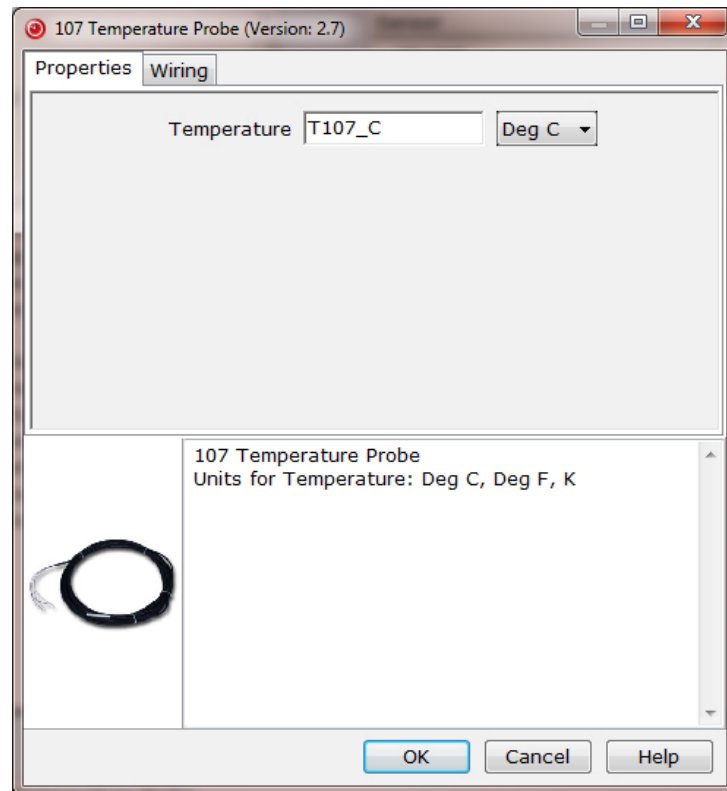 107 Temperature Probe (Version: 2.7)
Properties Wiring
Temperature T107_C Deg C
107 Temperature Probe
Units for Temperature: Deg C, Deg F, K
OK Cancel Help